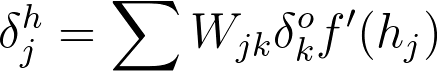 δ_j^h = ∑ W_{jk} δ_k^o f′(h_j)